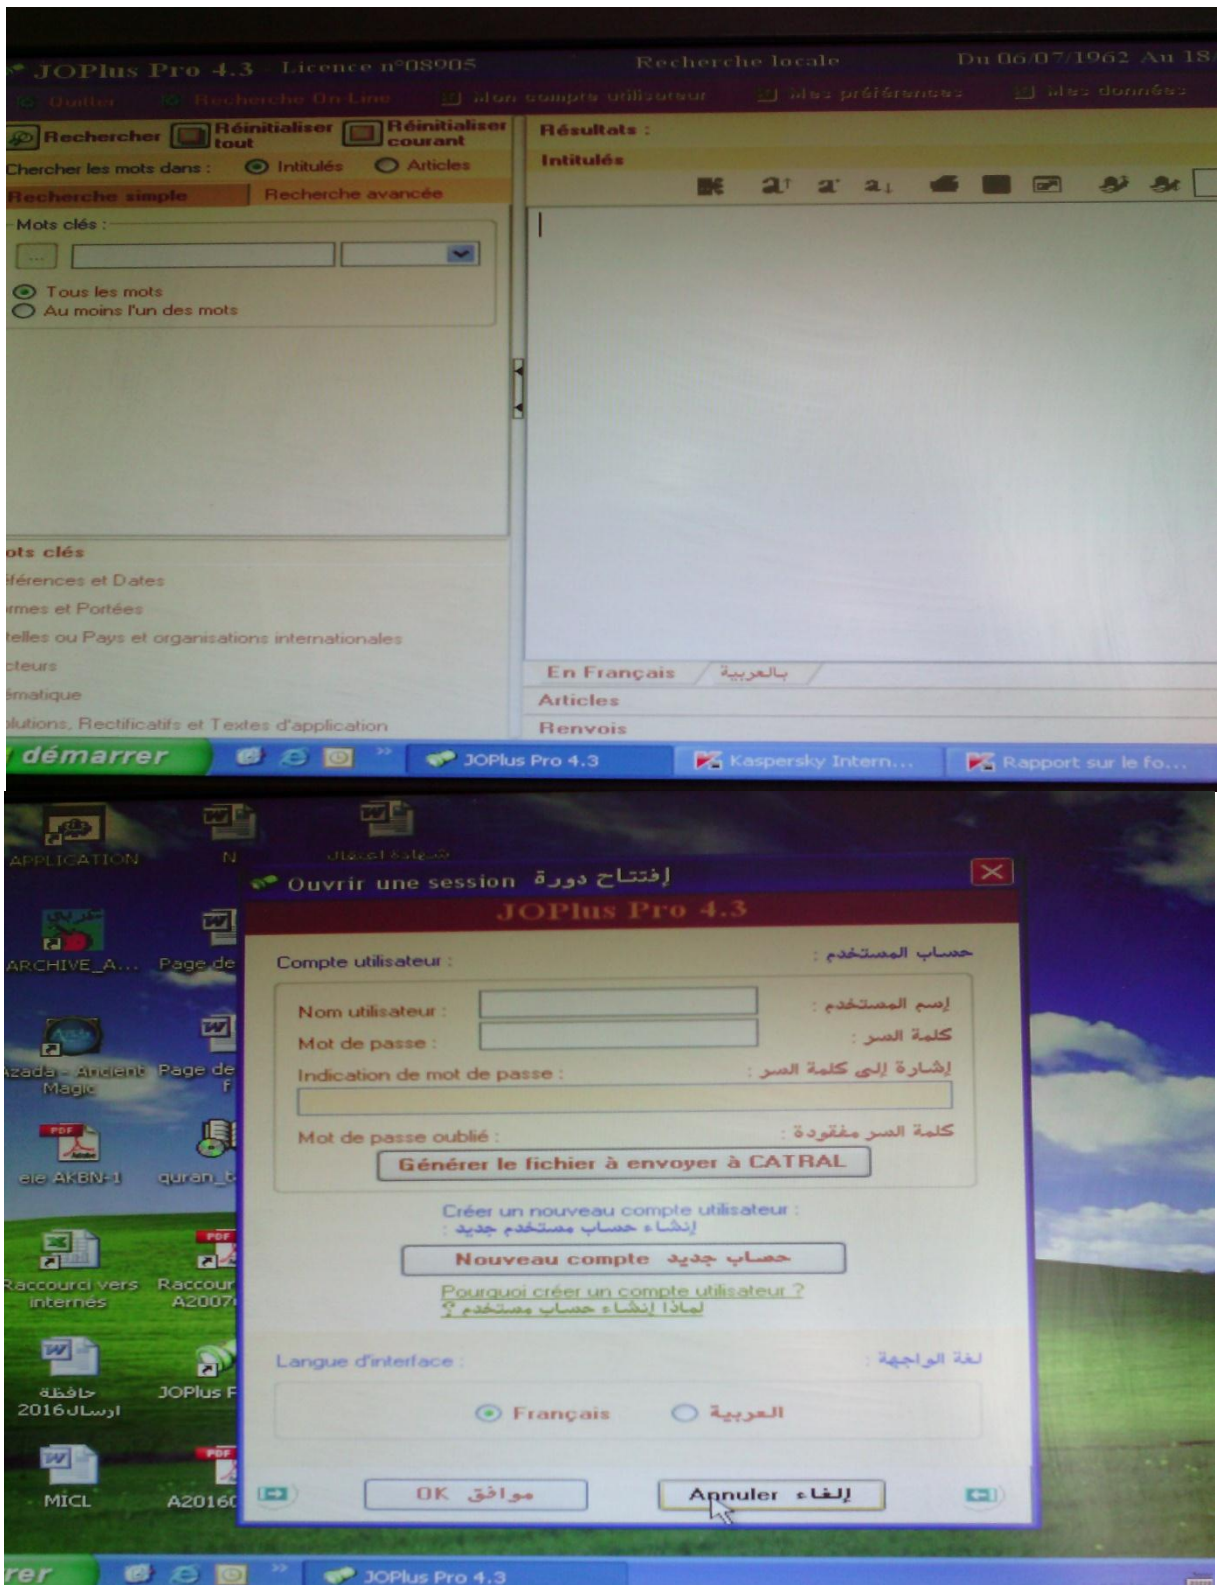 JOPlus Pro 4.3 - Licence n°08905 Recherche locale Du 06/07/1962 Au 18/
Quitter Recherche On-Line Mon compte utilisateur Mes préférences Mes données
Rechercher Réinitialiser tout Réinitialiser courant
Chercher les mots dans : Intitulés Articles
Recherche simple Recherche avancée
Mots clés :
...
Tous les mots
Au moins l'un des mots
ots clés
férences et Dates
rmes et Portées
telles ou Pays et organisations internationales
cteurs
ématique
olutions, Rectificatifs et Textes d'application
Résultats :
Intitulés
En Français بالعربية
Articles
Renvois
démarrer JOPlus Pro 4.3 Kaspersky Intern... Rapport sur le fo...
APPLICATION N شهادة اعتقال
ARCHIVE_A... Page de
Azada - Ancient Magic Page de f
ele AKBN-1 quran_
Raccourci vers internés Raccour A2007
حافظة ارسال2016 JOPlus P
MICL A2016
Ouvrir une session إفتتاح دورة
JOPlus Pro 4.3
Compte utilisateur : حساب المستخدم :
Nom utilisateur : إسم المستخدم :
Mot de passe : كلمة السر :
Indication de mot de passe : إشارة إلى كلمة السر :
Mot de passe oublié : كلمة السر مفقودة :
Générer le fichier à envoyer à CATRAL
Créer un nouveau compte utilisateur :
إنشاء حساب مستخدم جديد :
Nouveau compte حساب جديد
Pourquoi créer un compte utilisateur ?
لماذا إنشاء حساب مستخدم ؟
Langue d'interface : لغة الواجهة :
Français العربية
OK موافق Annuler إلغاء
rer JOPlus Pro 4.3